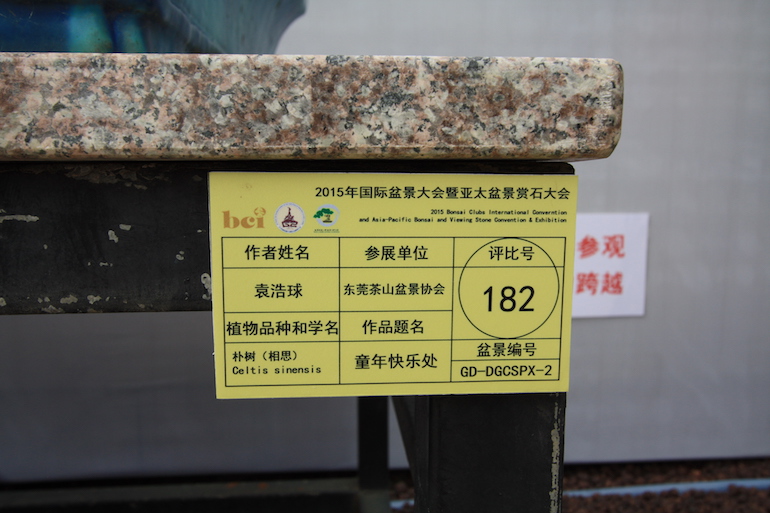 2015年国际盆景大会暨亚太盆景赏石大会
2015 Bonsai Clubs International Convervntion
and Asia-Pacific Bonsai and Viewing Stone Convention & Exhibition
bci
作者姓名 参展单位 评比号
袁浩球 东莞茶山盆景协会 182
植物品种和学名 作品题名
朴树（相思）
Celtis sinensis
童年快乐处
盆景编号
GD-DGCSPX-2
参观
跨越